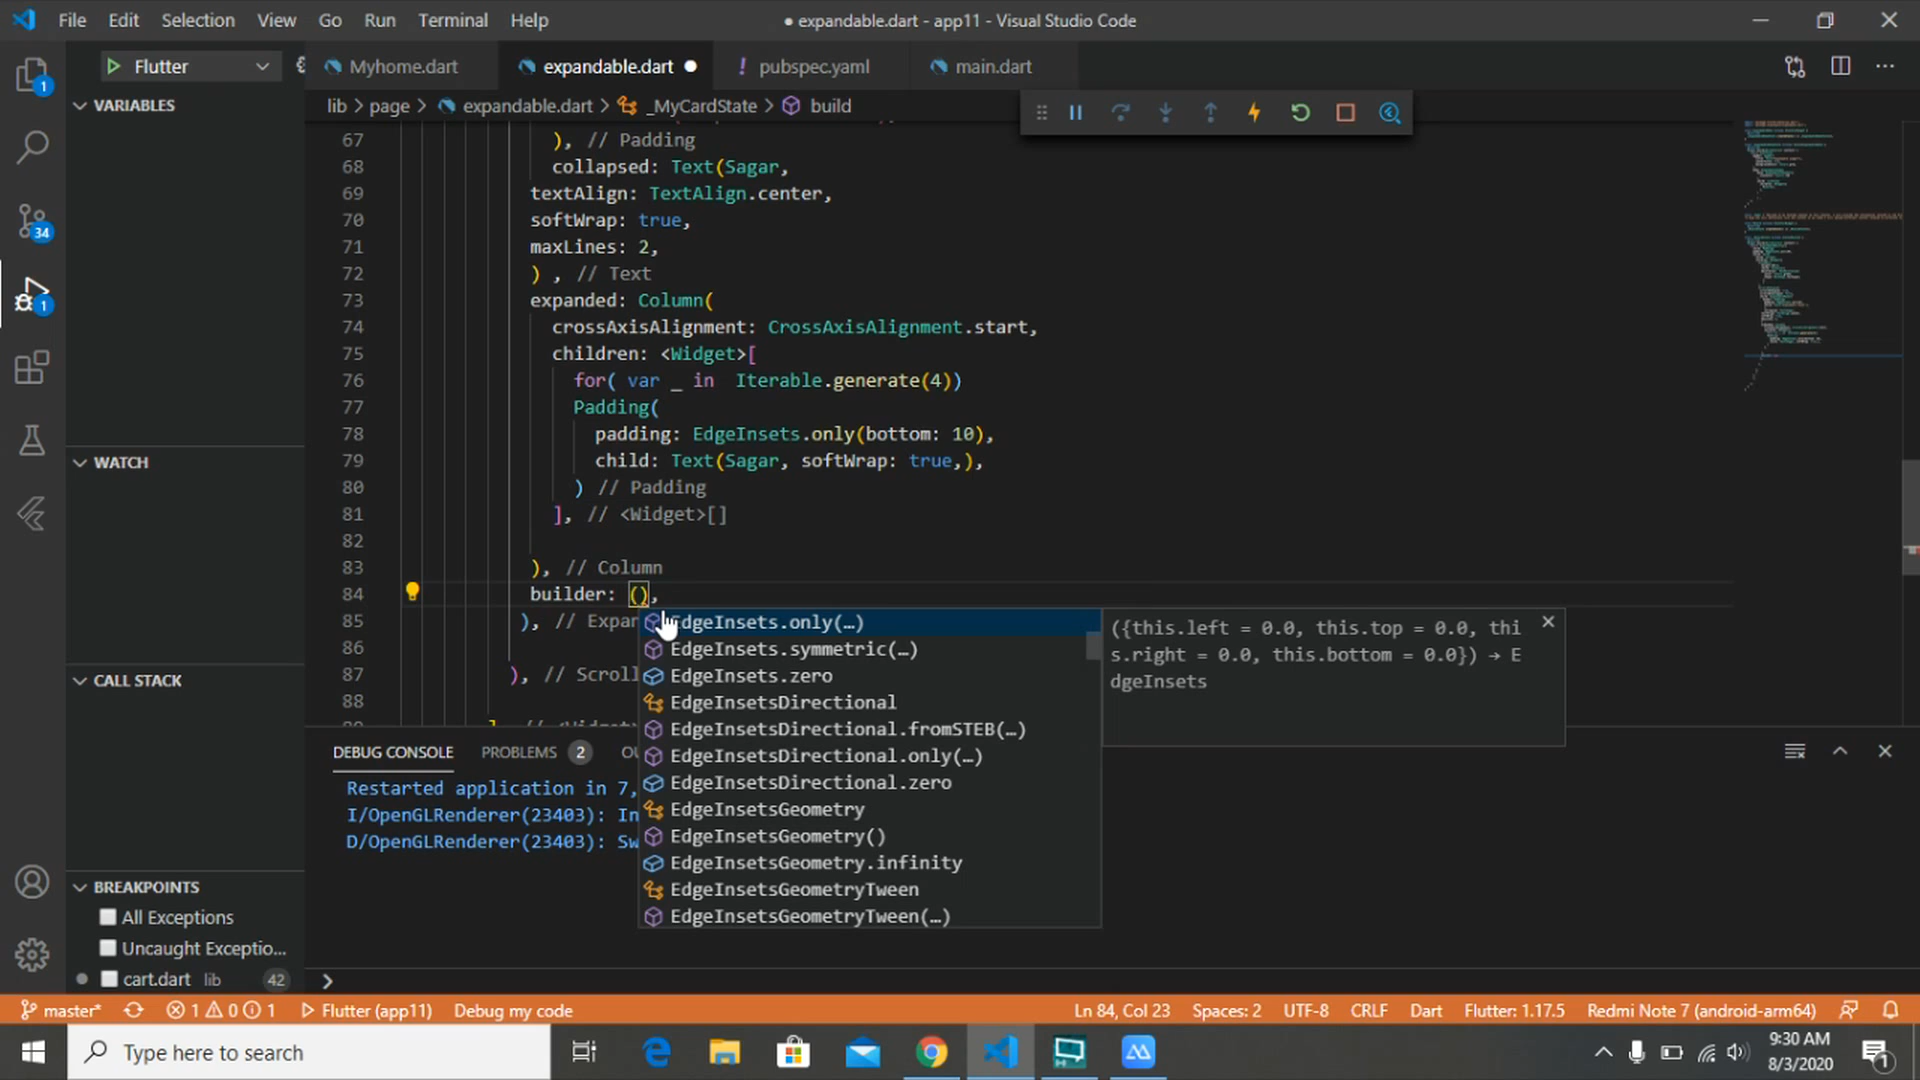 File Edit Selection View Go Run Terminal Help
● expandable.dart - app11 - Visual Studio Code
Flutter
Myhome.dart
expandable.dart
! pubspec.yaml
main.dart
VARIABLES
lib > page > expandable.dart > _MyCardState > build
67 ), // Padding
68 collapsed: Text(Sagar,
69 textAlign: TextAlign.center,
70 softWrap: true,
71 maxLines: 2,
72 ) , // Text
73 expanded: Column(
74 crossAxisAlignment: CrossAxisAlignment.start,
75 children: <Widget>[
76 for( var _ in Iterable.generate(4))
77 Padding(
78 padding: EdgeInsets.only(bottom: 10),
79 child: Text(Sagar, softWrap: true,),
80 ) // Padding
81 ], // <Widget>[]
82
83 ), // Column
84 builder: (),
85 ), // Expan
86
87 ), // Scroll
88
EdgeInsets.only(…)
EdgeInsets.symmetric(…)
EdgeInsets.zero
EdgeInsetsDirectional
EdgeInsetsDirectional.fromSTEB(…)
EdgeInsetsDirectional.only(…)
EdgeInsetsDirectional.zero
EdgeInsetsGeometry
EdgeInsetsGeometry()
EdgeInsetsGeometry.infinity
EdgeInsetsGeometryTween
EdgeInsetsGeometryTween(…)
({this.left = 0.0, this.top = 0.0, thi
s.right = 0.0, this.bottom = 0.0}) → E
dgeInsets
WATCH
CALL STACK
BREAKPOINTS
All Exceptions
Uncaught Exceptio...
cart.dart lib 42
1
34
1
DEBUG CONSOLE PROBLEMS 2 OU
Restarted application in 7,
I/OpenGLRenderer(23403): In
D/OpenGLRenderer(23403): Sw
>
master* 1 0 1 Flutter (app11) Debug my code
Ln 84, Col 23 Spaces: 2 UTF-8 CRLF Dart Flutter: 1.17.5 Redmi Note 7 (android-arm64)
Type here to search
9:30 AM
8/3/2020
1